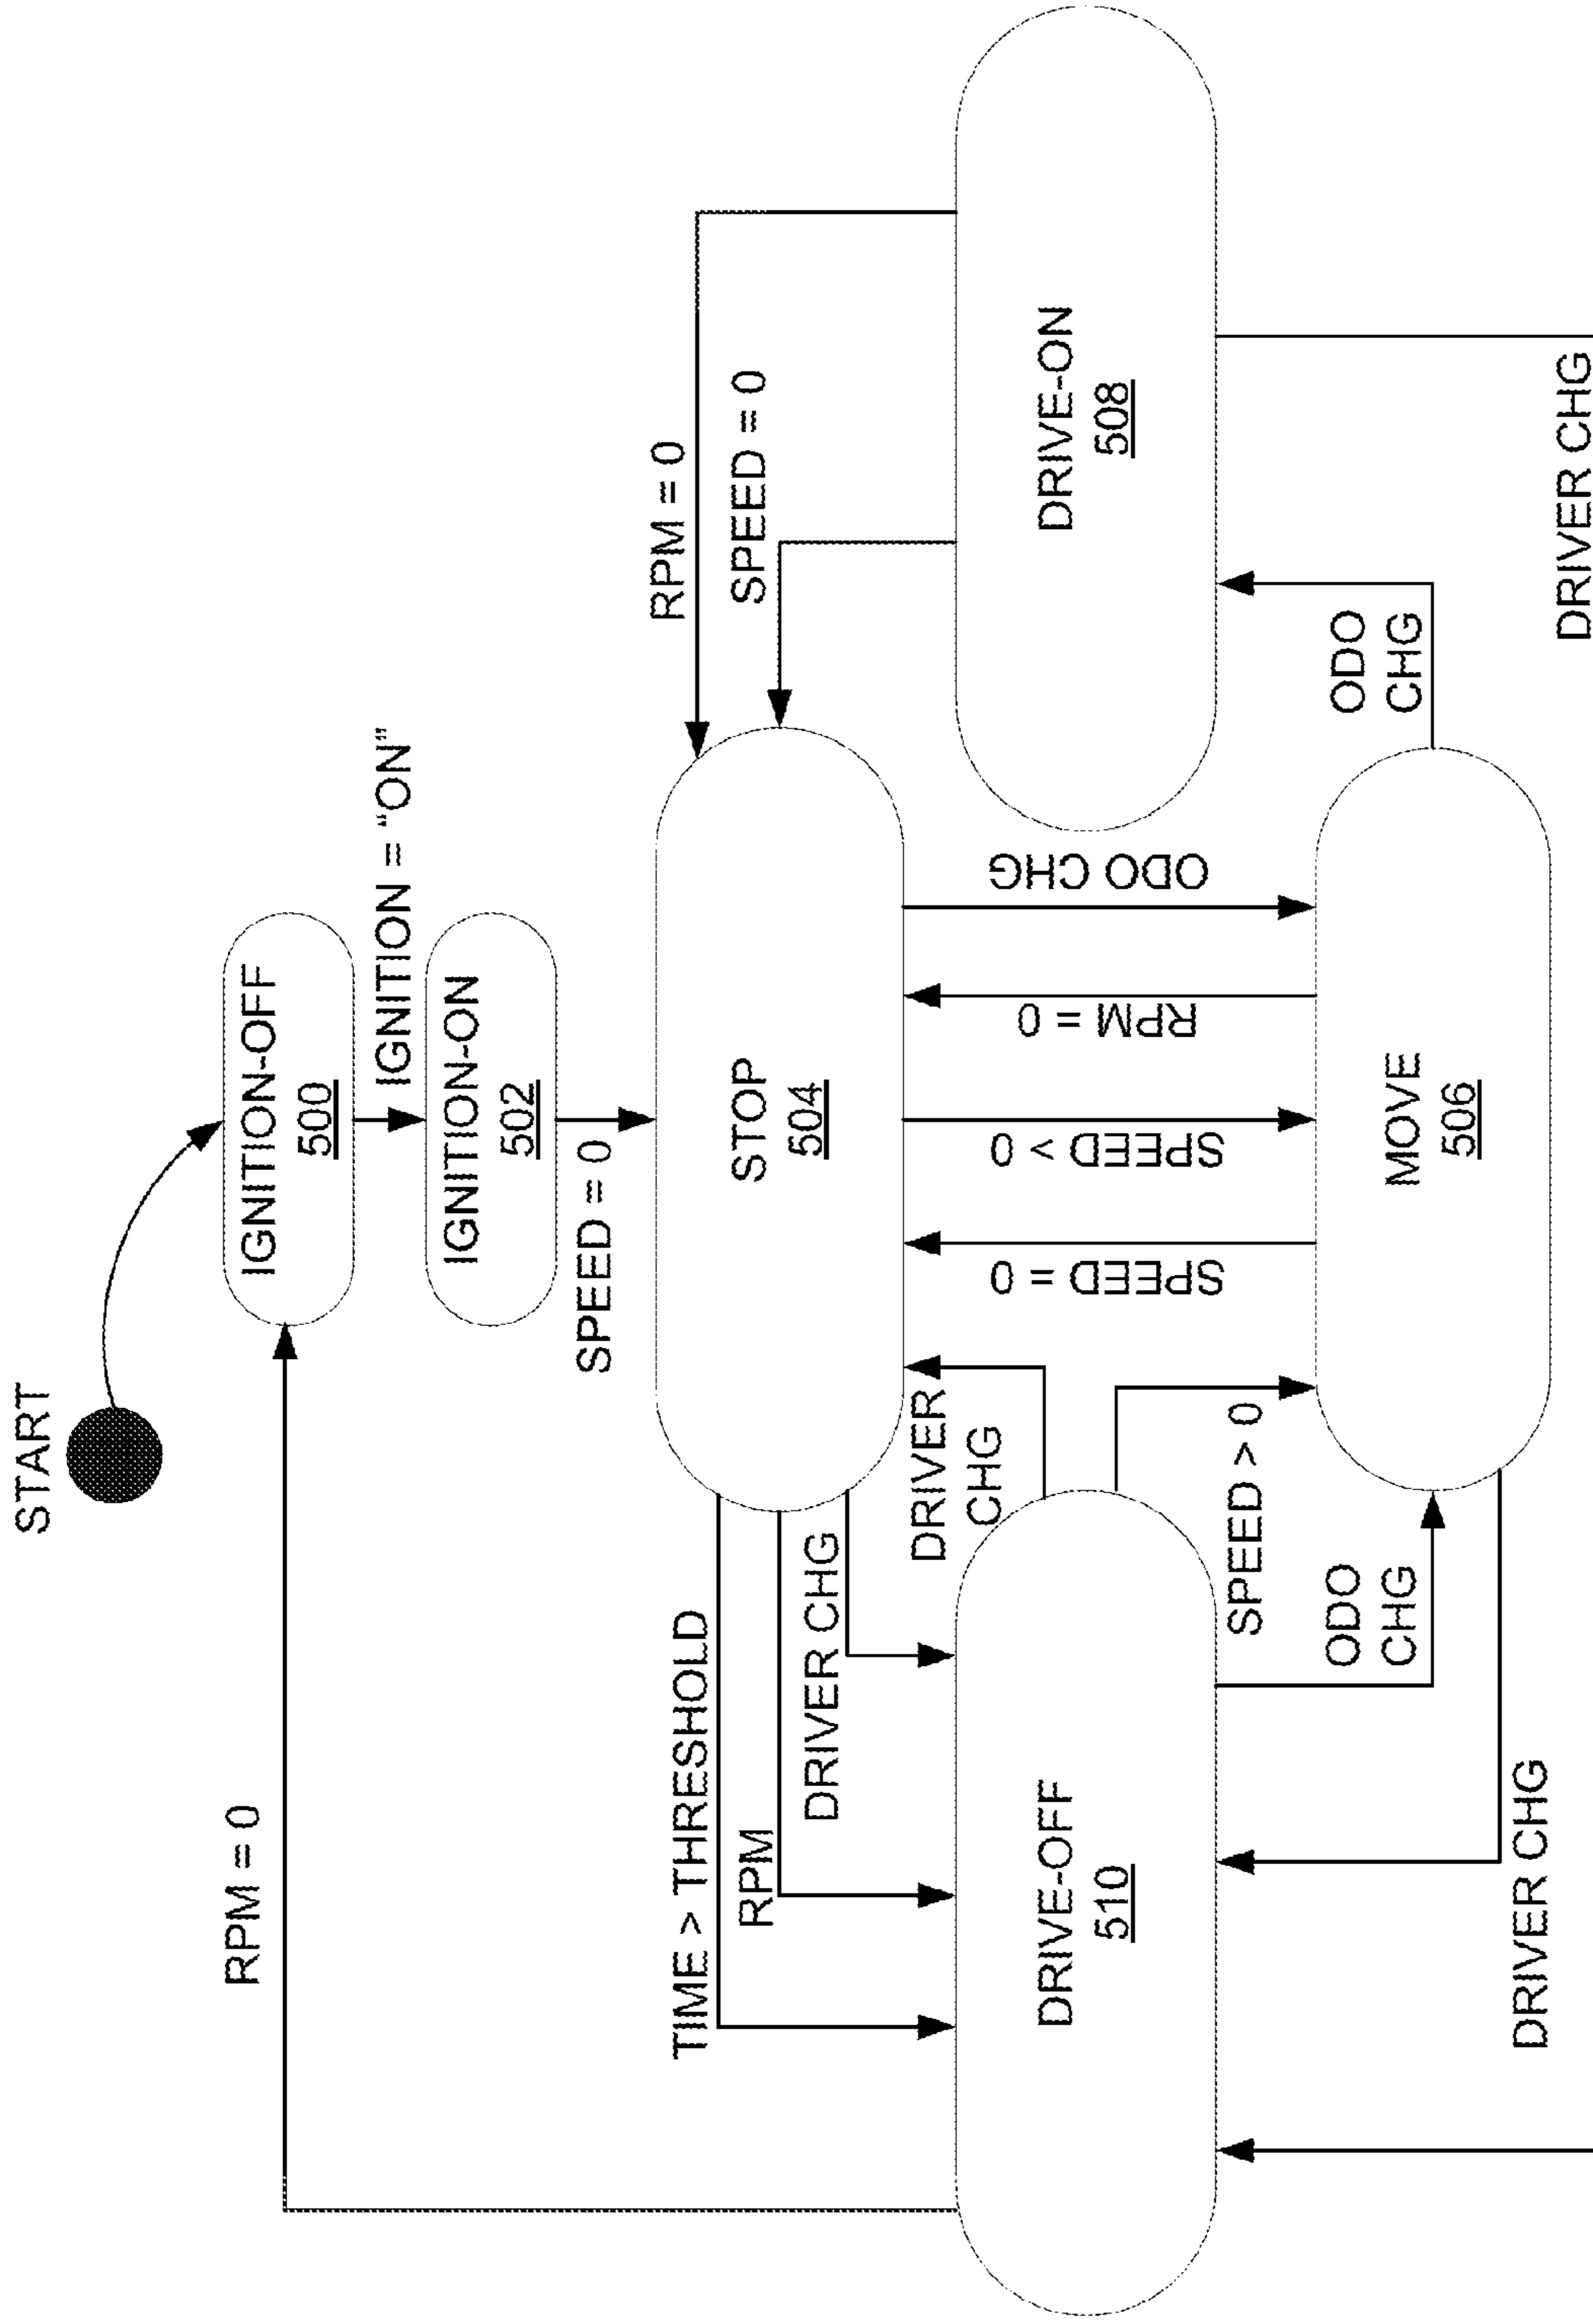 START
RPM = 0
IGNITION-OFF
500
IGNITION = “ON”
IGNITION-ON
502
SPEED = 0
RPM = 0
SPEED = 0
STOP
504
TIME > THRESHOLD
RPM
DRIVER CHG
DRIVER
CHG
SPEED = 0
SPEED > 0
RPM = 0
ODO CHG
DRIVE-OFF
510
DRIVE-ON
508
SPEED > 0
ODO
CHG
MOVE
506
ODO
CHG
DRIVER CHG
DRIVER CHG